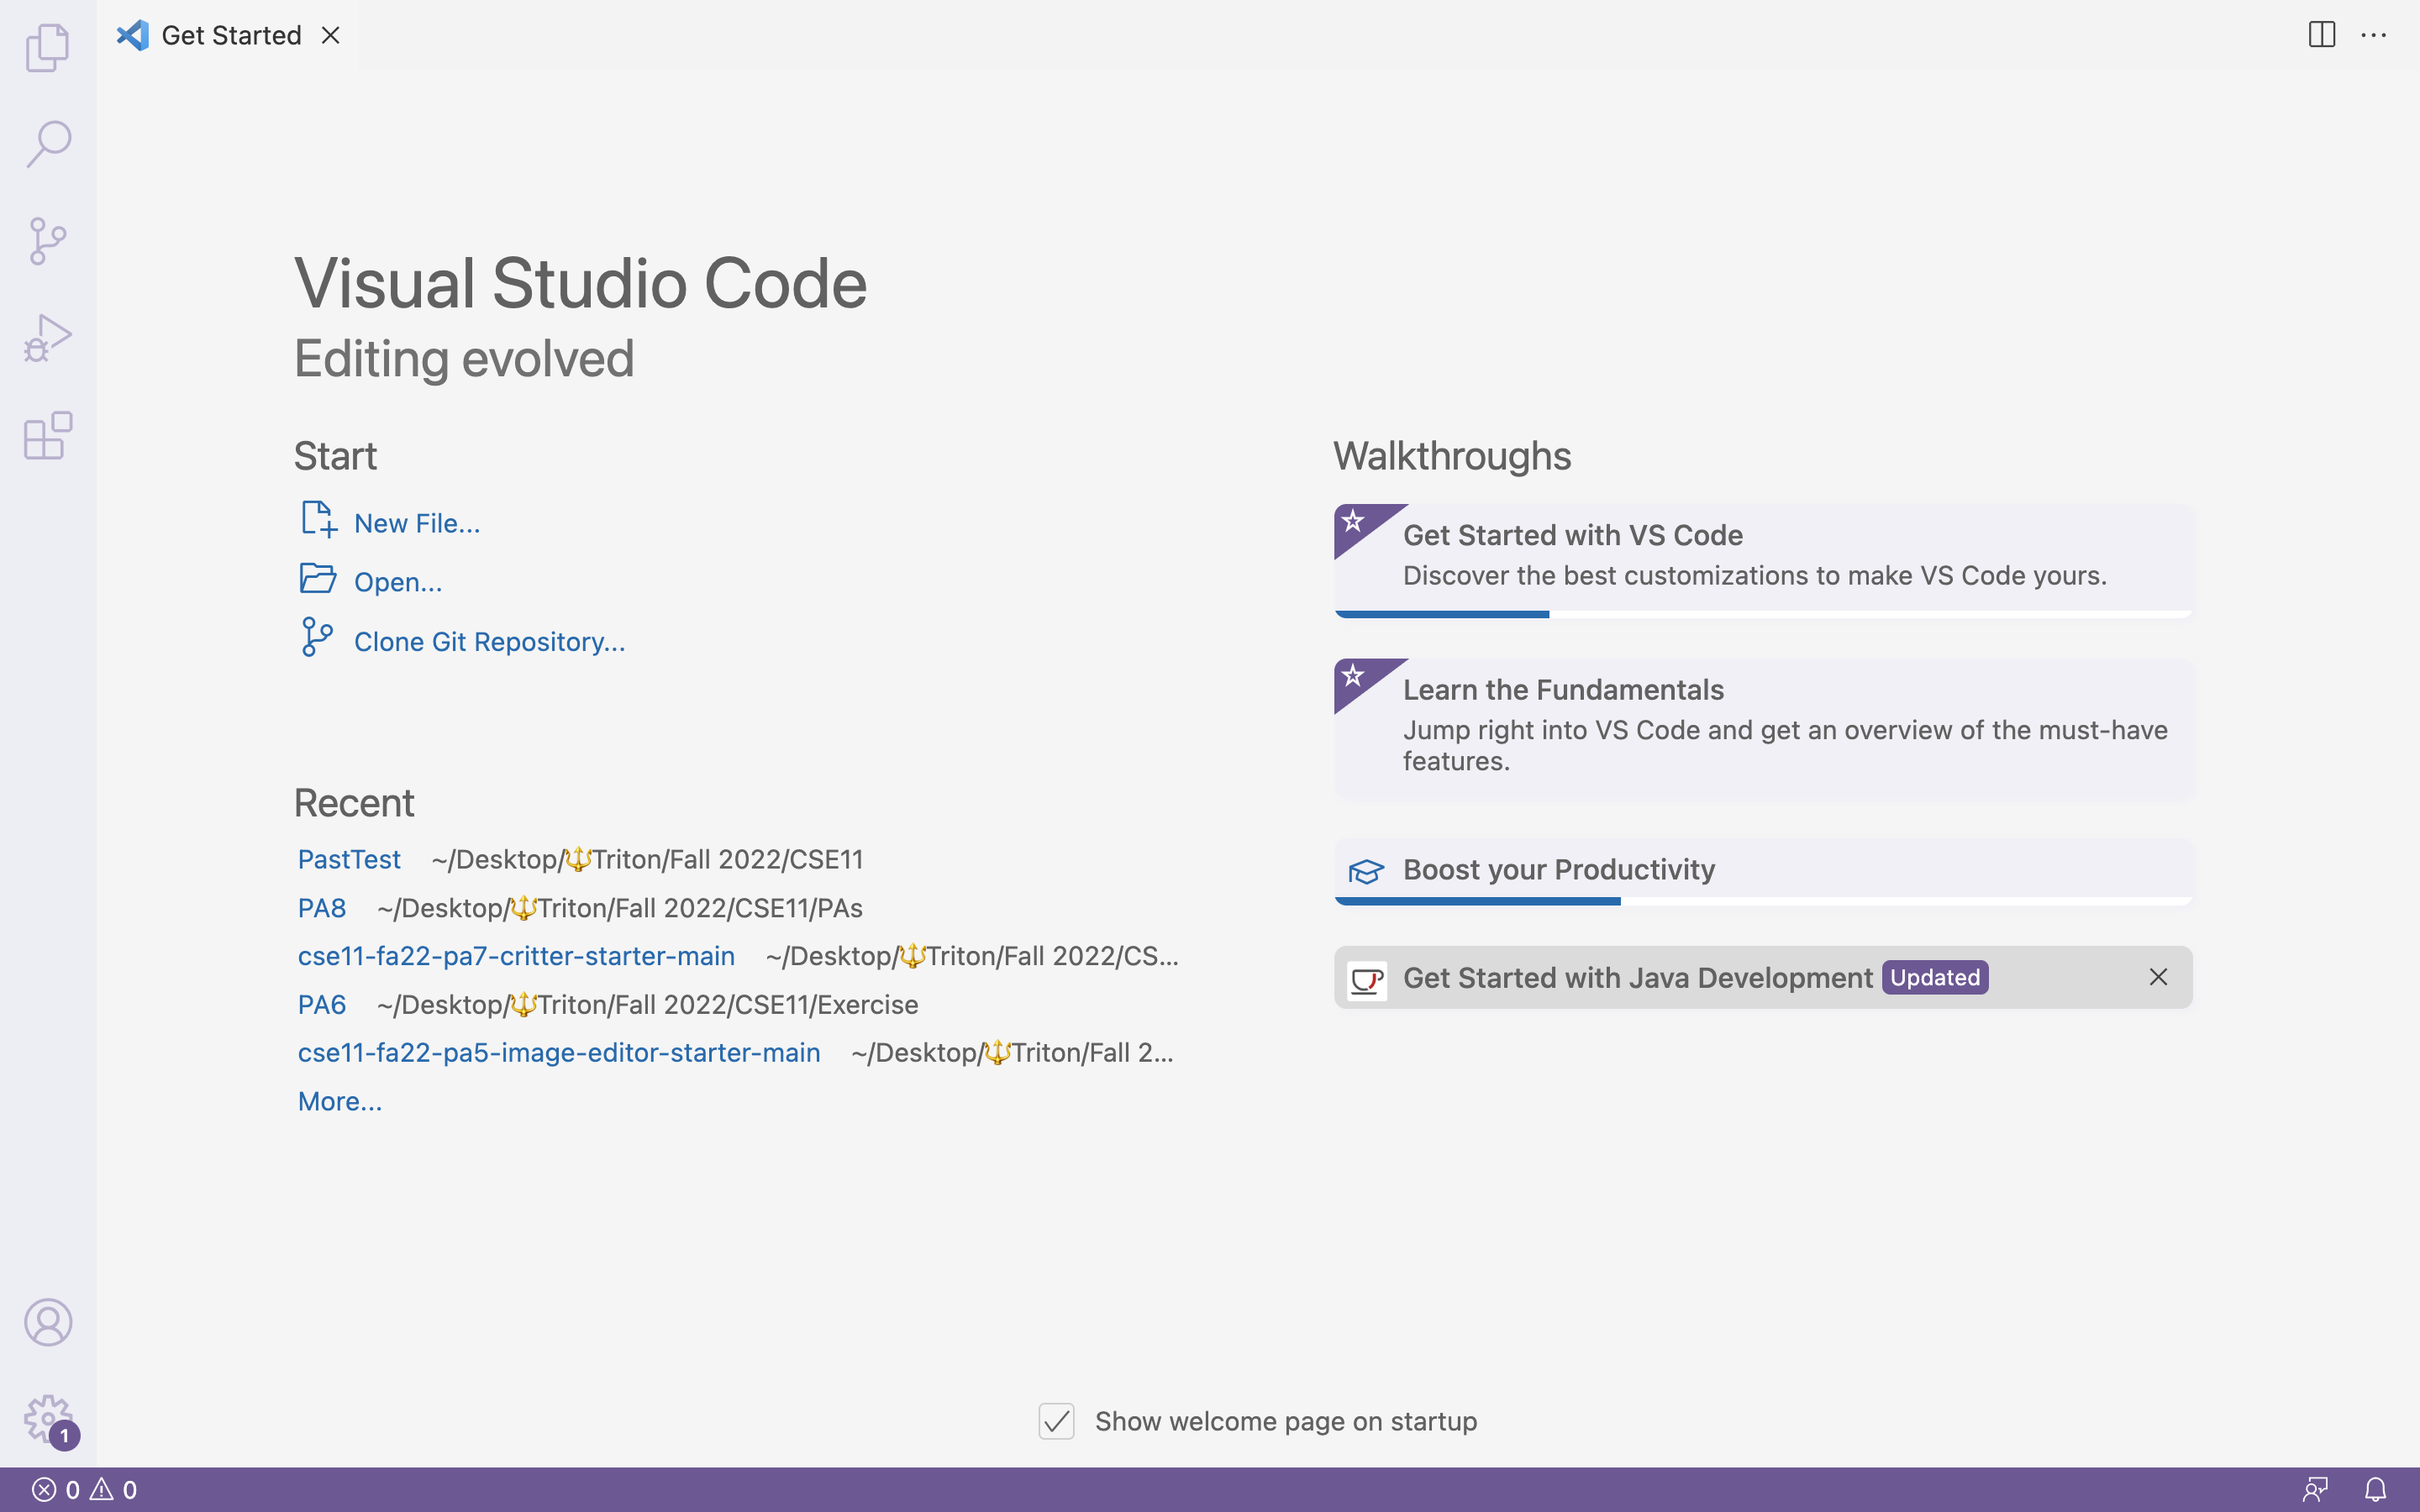 Get Started
Visual Studio Code
Editing evolved
Start
New File...
Open...
Clone Git Repository...
Recent
PastTest ~/Desktop/🔱Triton/Fall 2022/CSE11
PA8 ~/Desktop/🔱Triton/Fall 2022/CSE11/PAs
cse11-fa22-pa7-critter-starter-main ~/Desktop/🔱Triton/Fall 2022/CS...
PA6 ~/Desktop/🔱Triton/Fall 2022/CSE11/Exercise
cse11-fa22-pa5-image-editor-starter-main ~/Desktop/🔱Triton/Fall 2...
More...
Walkthroughs
Get Started with VS Code
Discover the best customizations to make VS Code yours.
Learn the Fundamentals
Jump right into VS Code and get an overview of the must-have
features.
Boost your Productivity
Get Started with Java Development Updated
Show welcome page on startup
1
0 0